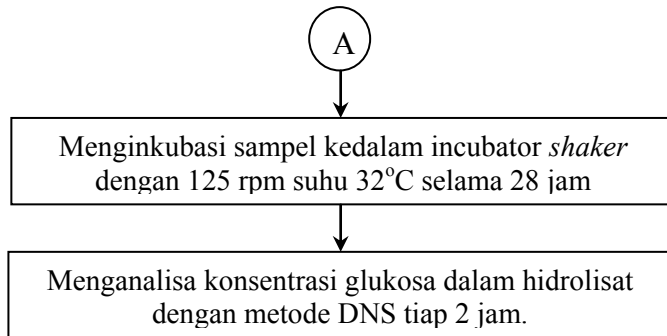 A
Menginkubasi sampel kedalam incubator shaker
dengan 125 rpm suhu 32°C selama 28 jam
Menganalisa konsentrasi glukosa dalam hidrolisat
dengan metode DNS tiap 2 jam.